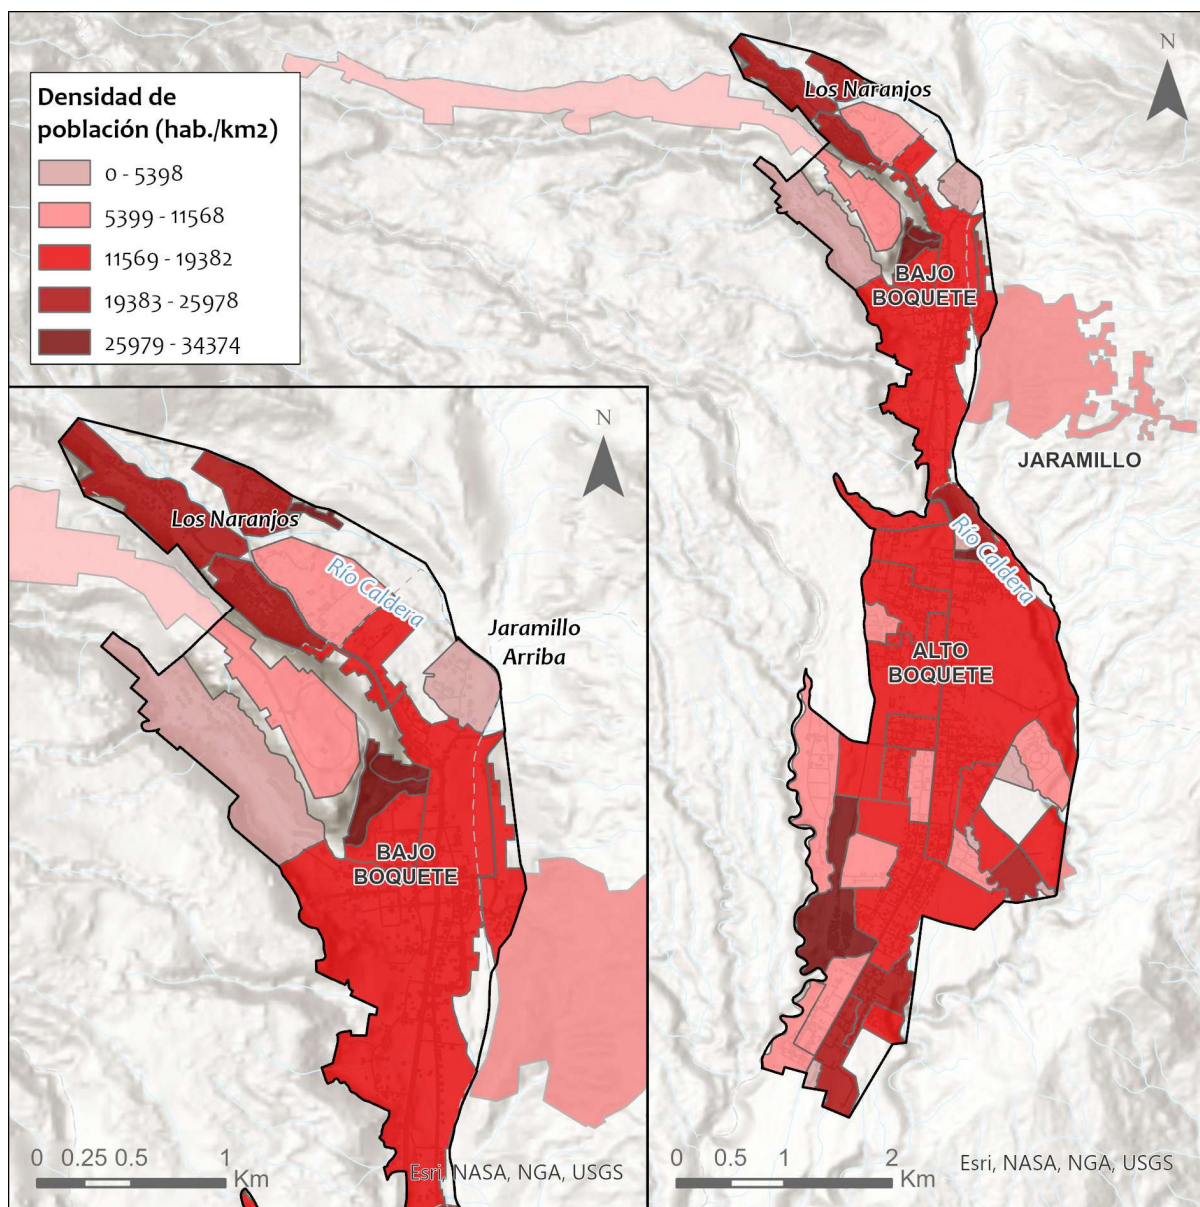 Densidad de
población (hab./km2)
0 - 5398
5399 - 11568
11569 - 19382
19383 - 25978
25979 - 34374
N
Los Naranjos
BAJO
BOQUETE
JARAMILLO
Río Caldera
ALTO
BOQUETE
0 0.5 1 2
Km
Esri, NASA, NGA, USGS
N
Los Naranjos
Río Caldera
Jaramillo
Arriba
BAJO
BOQUETE
0 0.25 0.5 1
Km
Esri, NASA, NGA, USGS